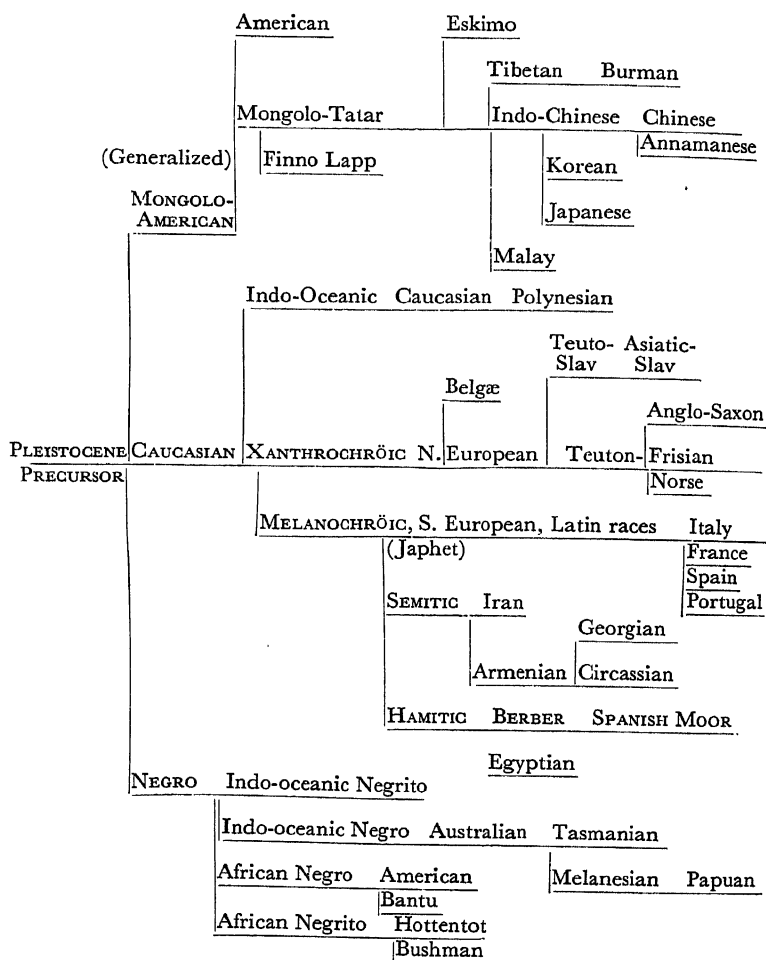 American Eskimo
Tibetan Burman
Mongolo-Tatar Indo-Chinese Chinese
Annamanese
(Generalized) Finno Lapp
Korean
MONGOLO-
AMERICAN
Japanese
Malay
Indo-Oceanic Caucasian Polynesian
Teuto- Asiatic-
Slav Slav
Belgæ
Anglo-Saxon
PLEISTOCENE CAUCASIAN XANTHROCHRÖIC N. European Teuton- Frisian
PRECURSOR
Norse
MELANOCHRÖIC, S. European, Latin races Italy
(Japhet) France
Spain
SEMITIC Iran Portugal
Georgian
Armenian Circassian
HAMITIC BERBER SPANISH MOOR
Egyptian
NEGRO Indo-oceanic Negrito
Indo-oceanic Negro Australian Tasmanian
African Negro American Melanesian Papuan
Bantu
African Negrito Hottentot
Bushman